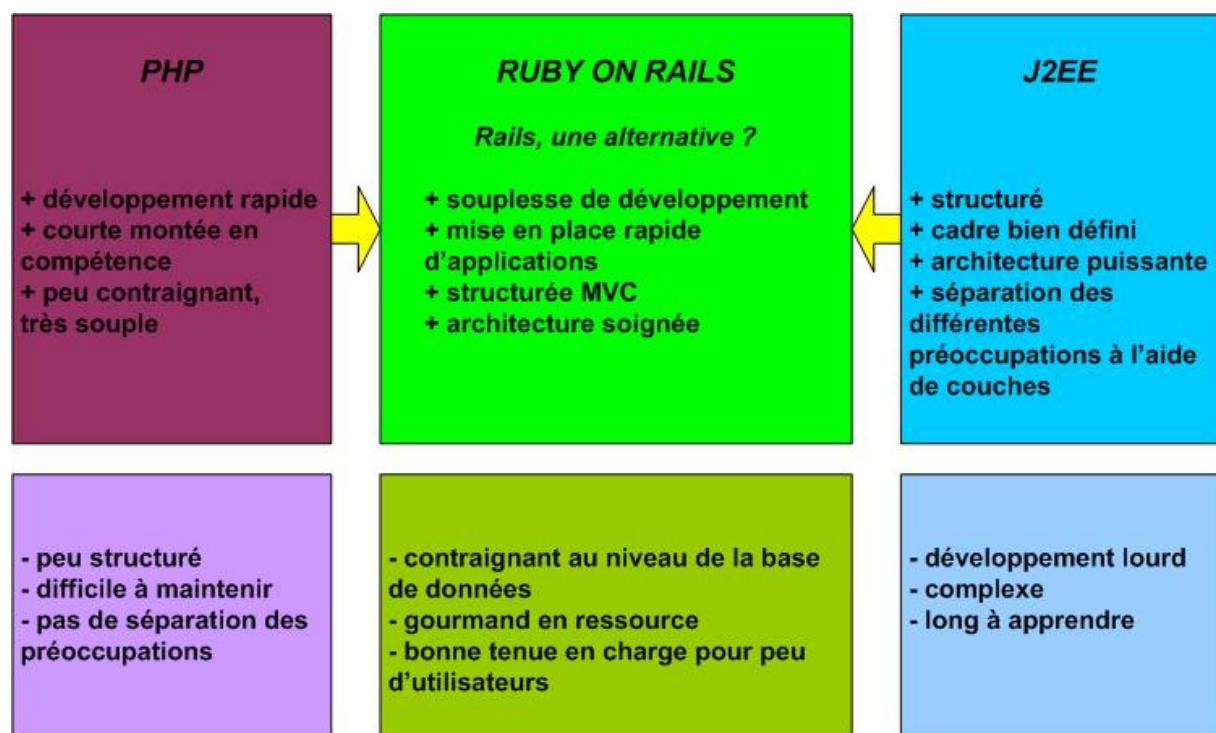 PHP
+ développement rapide
+ courte montée en
compétence
+ peu contraignant,
très souple
RUBY ON RAILS
Rails, une alternative ?
+ souplesse de développement
+ mise en place rapide
d’applications
+ structurée MVC
+ architecture soignée
J2EE
+ structuré
+ cadre bien défini
+ architecture puissante
+ séparation des
différentes
préoccupations à l’aide
de couches
- peu structuré
- difficile à maintenir
- pas de séparation des
préoccupations
- contraignant au niveau de la base
de données
- gourmand en ressource
- bonne tenue en charge pour peu
d’utilisateurs
- développement lourd
- complexe
- long à apprendre